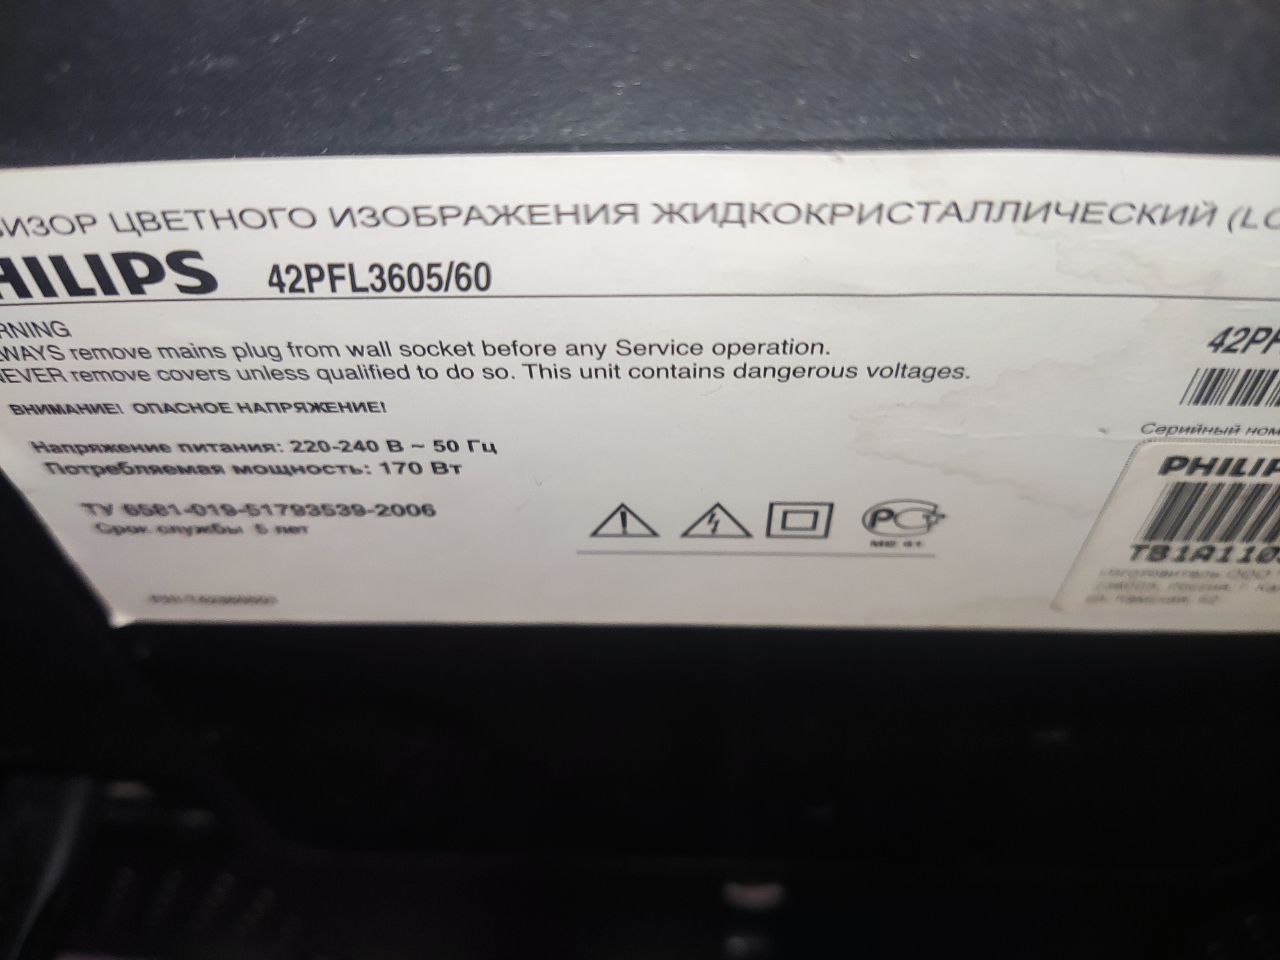 ИЗОР ЦВЕТНОГО ИЗОБРАЖЕНИЯ ЖИДКОКРИСТАЛЛИЧЕСКИЙ (LC
HILIPS 42PFL3605/60
RNING
WAYS remove mains plug from wall socket before any Service operation.
EVER remove covers unless qualified to do so. This unit contains dangerous voltages.
ВНИМАНИЕ! ОПАСНОЕ НАПРЯЖЕНИЕ!
Напряжение питания: 220-240 В ~ 50 Гц
Потребляемая мощность: 170 Вт
ТУ 6581-019-51793539-2006
Срок службы 5 лет
РСТ
42PF
Серийный ном
PHILIP
TB1A110